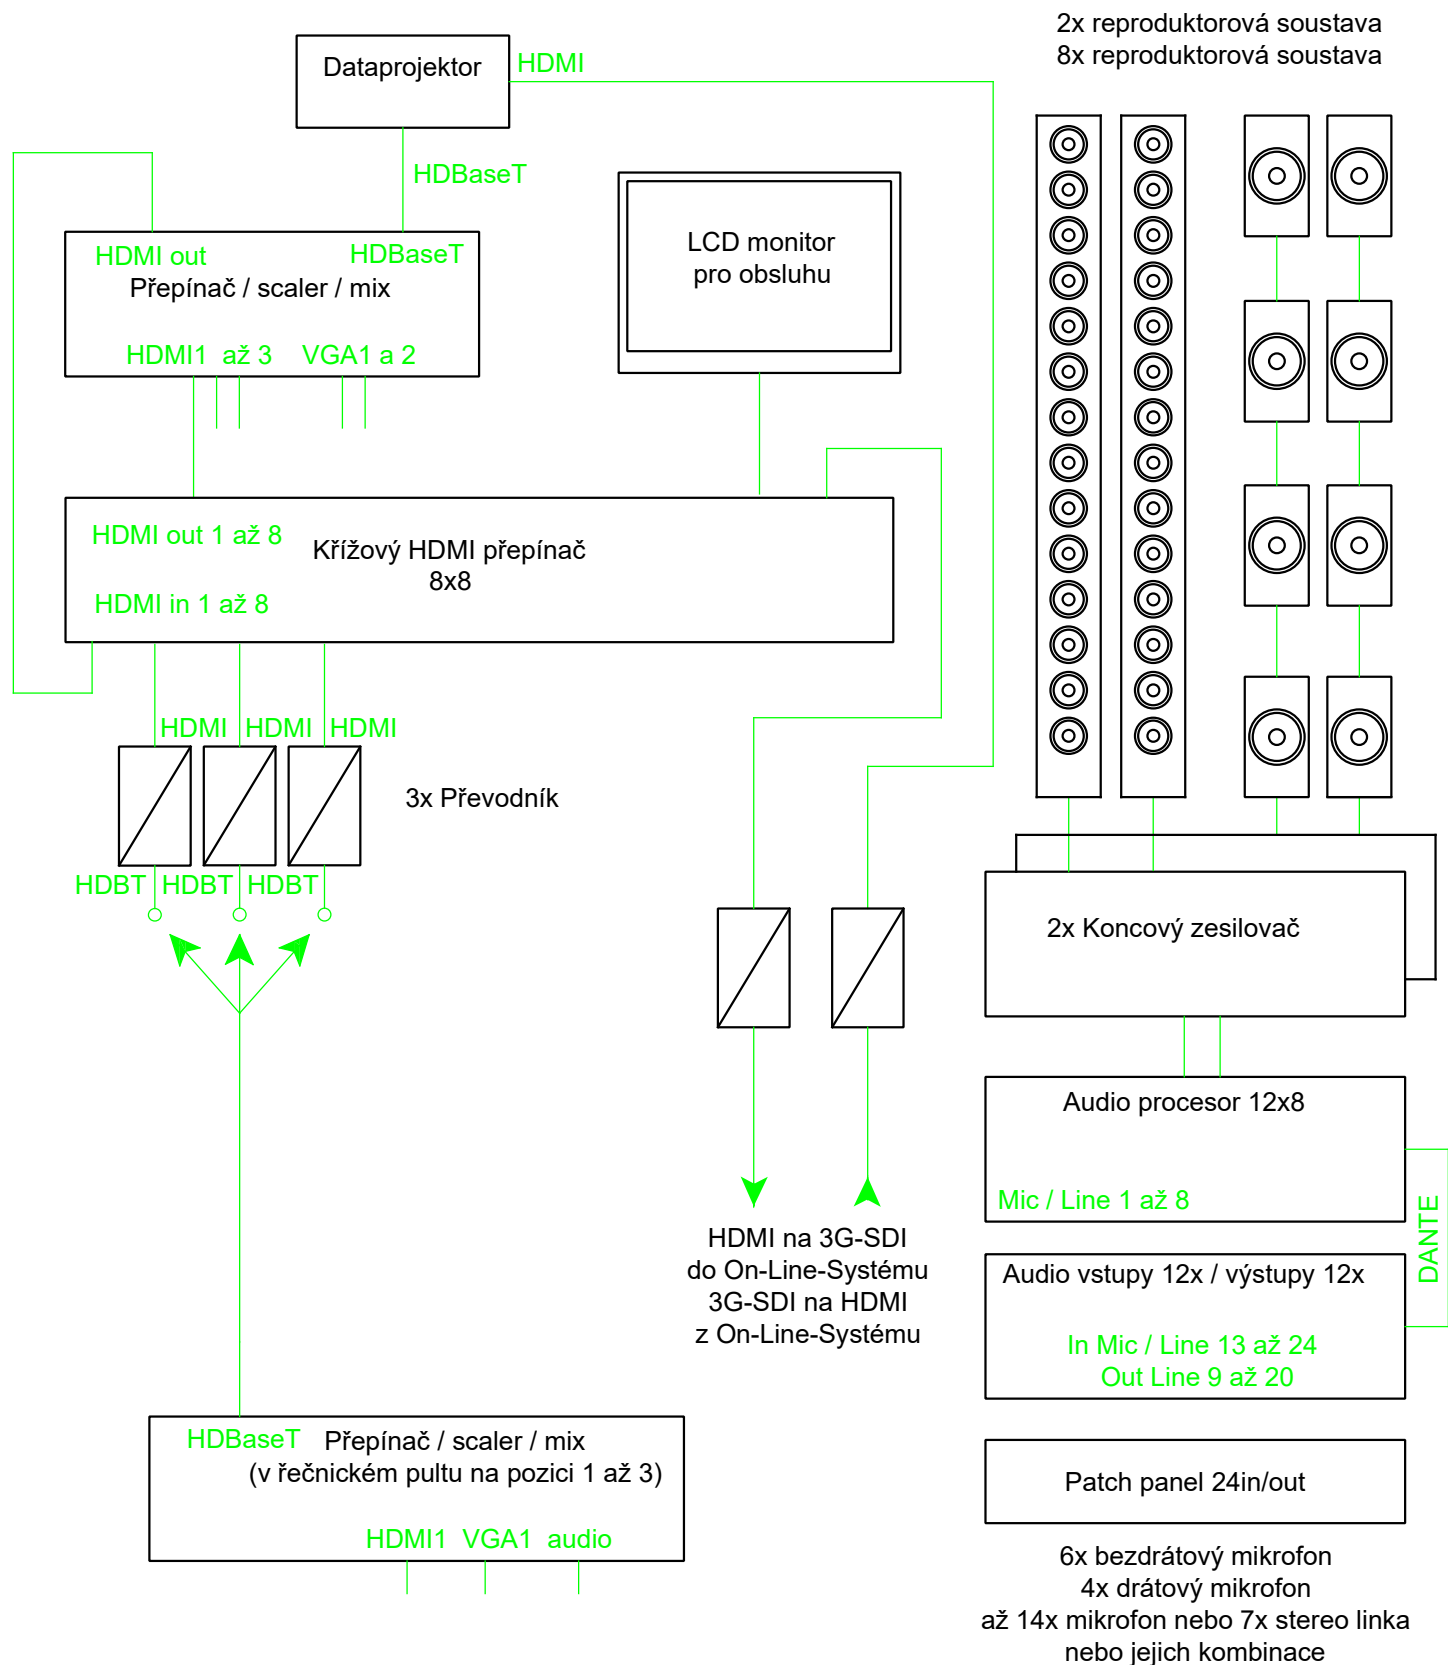 2x reproduktorová soustava
8x reproduktorová soustava
Dataprojektor
HDMI
HDBaseT
HDMI out
HDBaseT
Přepínač / scaler / mix
HDMI1 až 3
VGA1 a 2
LCD monitor
pro obsluhu
HDMI out 1 až 8
Křížový HDMI přepínač
8x8
HDMI in 1 až 8
HDMI
HDMI
HDMI
3x Převodník
HDBT
HDBT
HDBT
2x Koncový zesilovač
Audio procesor 12x8
Mic / Line 1 až 8
DANTE
Audio vstupy 12x / výstupy 12x
In Mic / Line 13 až 24
Out Line 9 až 20
HDMI na 3G-SDI
do On-Line-Systému
3G-SDI na HDMI
z On-Line-Systému
HDBaseT
Přepínač / scaler / mix
(v řečnickém pultu na pozici 1 až 3)
HDMI1
VGA1
audio
Patch panel 24in/out
6x bezdrátový mikrofon
4x drátový mikrofon
až 14x mikrofon nebo 7x stereo linka
nebo jejich kombinace